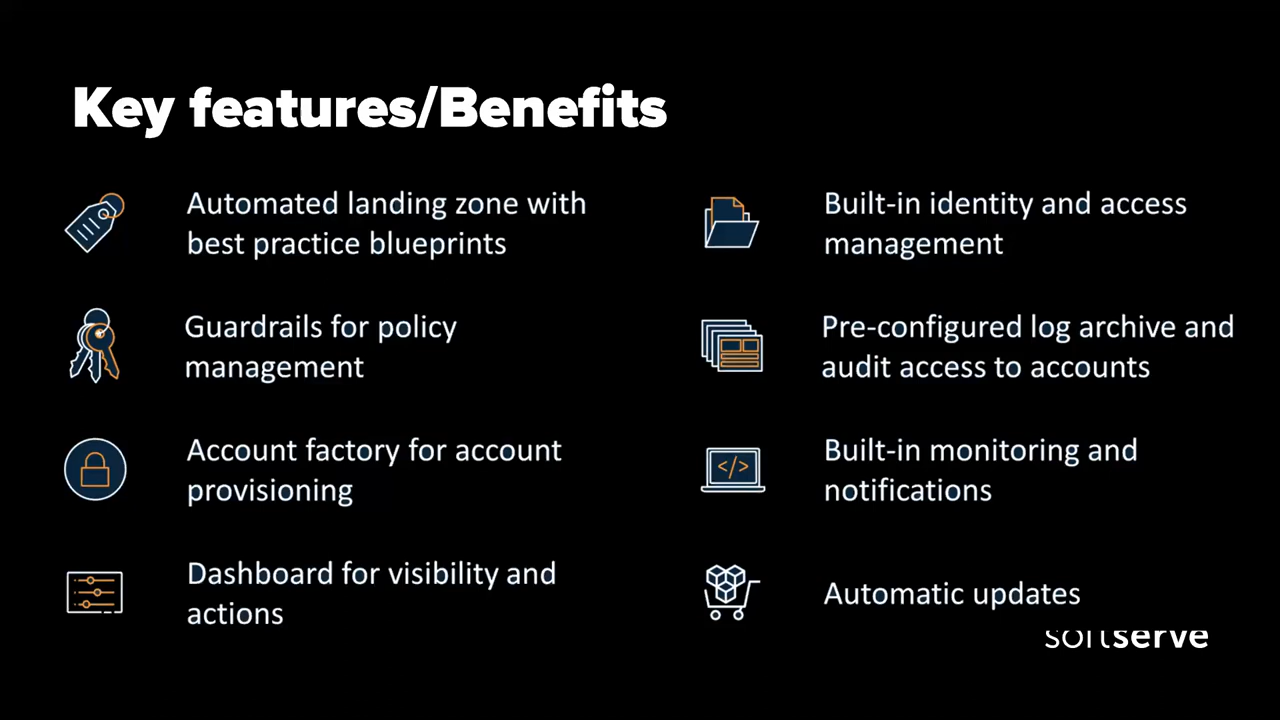 Key features/Benefits
Automated landing zone with
best practice blueprints
Guardrails for policy
management
Account factory for account
provisioning
Dashboard for visibility and
actions
Built-in identity and access
management
Pre-configured log archive and
audit access to accounts
</>
Built-in monitoring and
notifications
Automatic updates
softserve